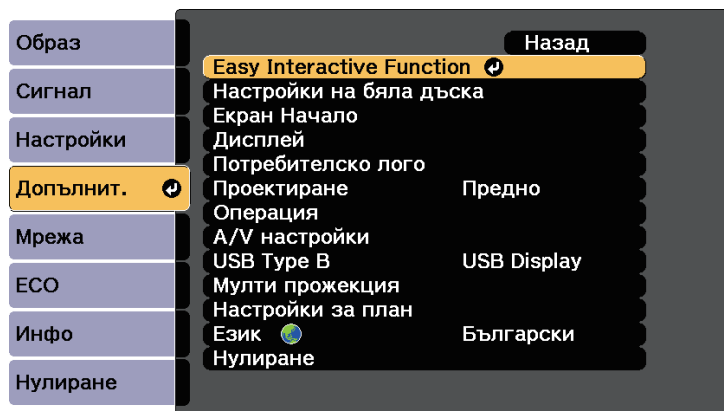 Образ
Сигнал
Настройки
Допълнит.
Мрежа
ECO
Инфо
Нулиране
Назад
Easy Interactive Function
Настройки на бяла дъска
Екран Начало
Дисплей
Потребителско лого
Проектиране Предно
Операция
A/V настройки
USB Type B USB Display
Мулти прожекция
Настройки за план
Език Български
Нулиране